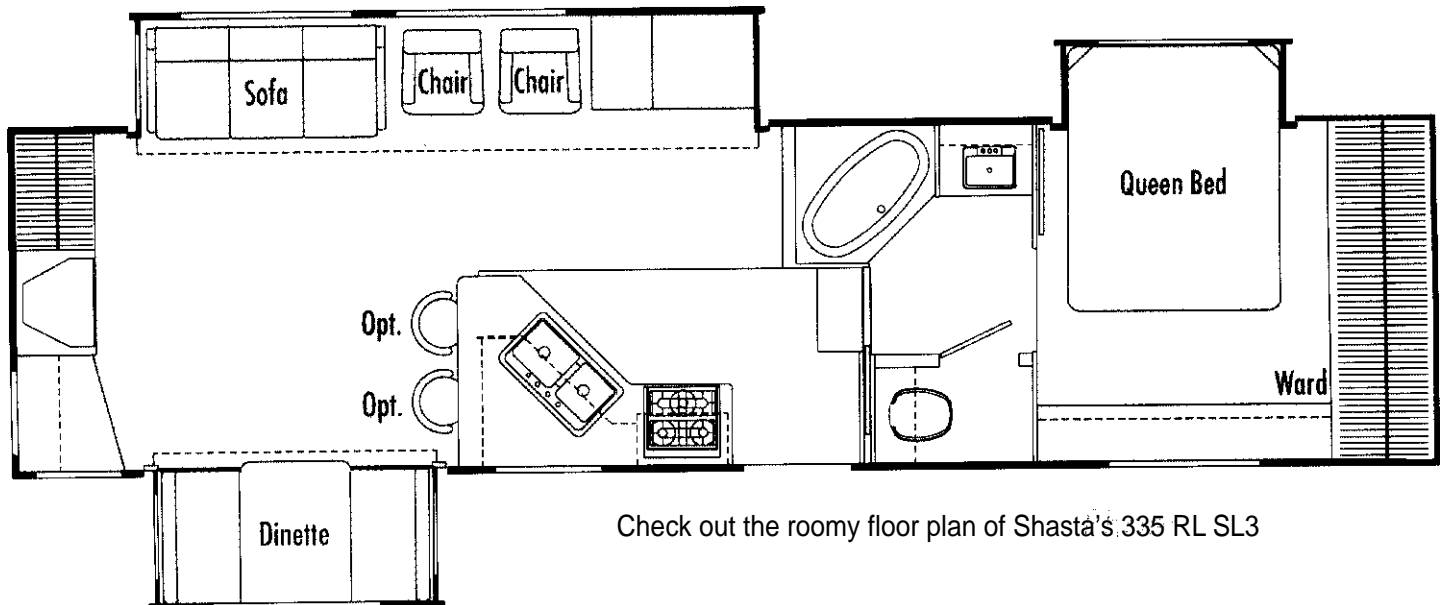 Sofa
Chair
Chair
Queen Bed
Opt.
Opt.
Ward
Dinette
Check out the roomy floor plan of Shasta's 335 RL SL3